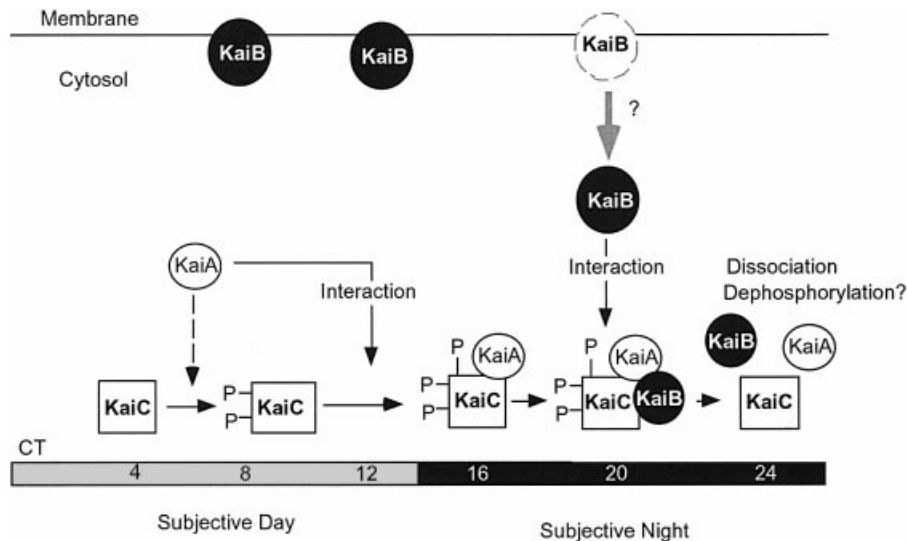 Membrane
KaiB
KaiB
KaiB
Cytosol
?
KaiB
KaiA
Interaction
Interaction
Dissociation
Dephosphorylation?
KaiB
KaiA
P
KaiA
P
KaiA
P
P
P
KaiC
P
KaiC
P
KaiC
P
KaiC
KaiB
KaiC
CT
4 8 12 16 20 24
Subjective Day Subjective Night